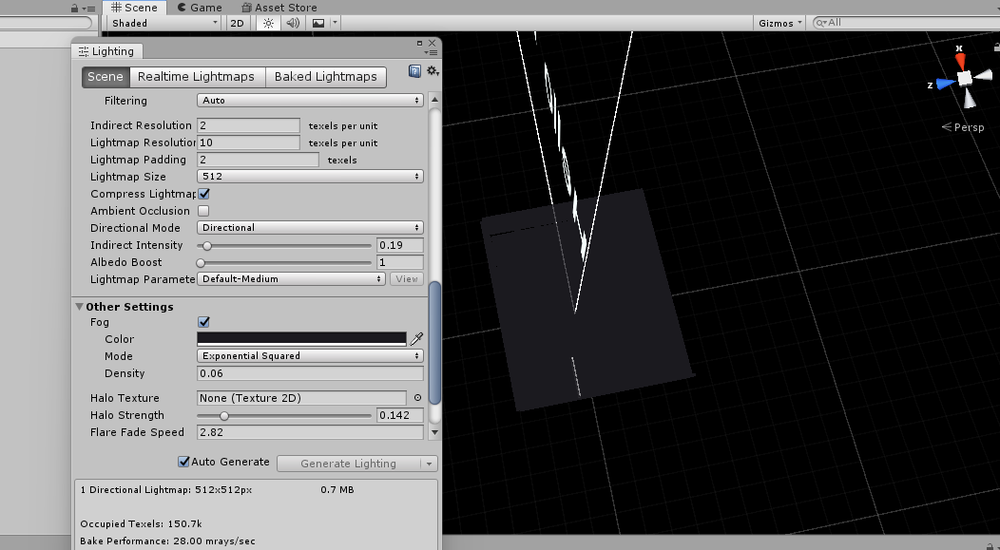 Scene
Game
Asset Store
Shaded
2D
Gizmos
All
Lighting
Scene
Realtime Lightmaps
Baked Lightmaps
Filtering
Auto
Indirect Resolution 2 texels per unit
Lightmap Resolution 10 texels per unit
Lightmap Padding 2 texels
Lightmap Size 512
Compress Lightmap
Ambient Occlusion
Directional Mode Directional
Indirect Intensity 0.19
Albedo Boost 1
Lightmap Paramete Default-Medium View
Other Settings
Fog
Color
Mode Exponential Squared
Density 0.06
Halo Texture None (Texture 2D)
Halo Strength 0.142
Flare Fade Speed 2.82
Auto Generate Generate Lighting
1 Directional Lightmap: 512x512px 0.7 MB
Occupied Texels: 150.7k
Bake Performance: 28.00 mrays/sec
x
z
Persp